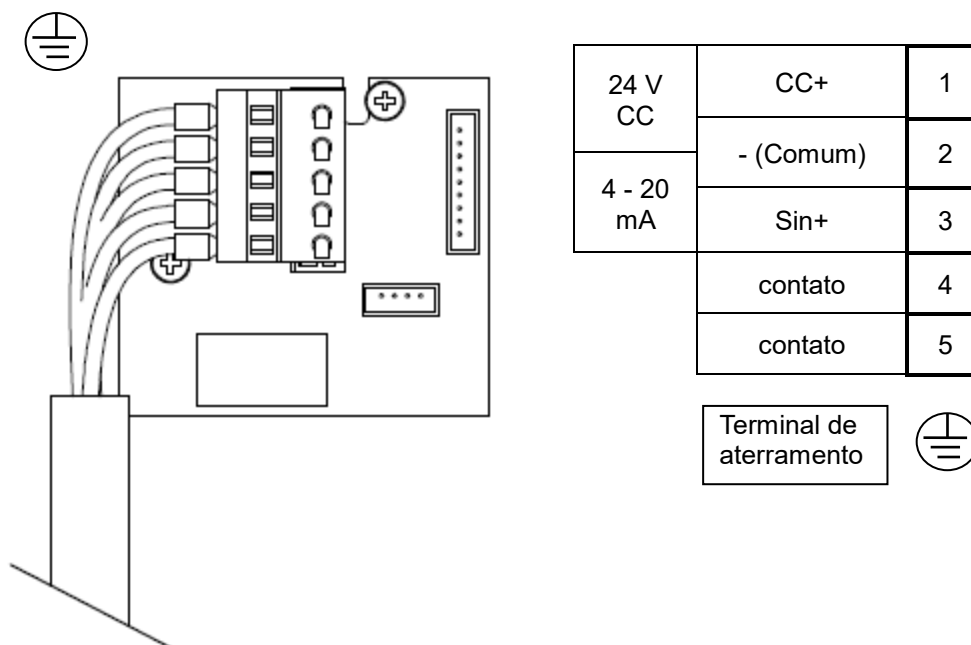 24 V
CC
CC+
1
- (Comum)
2
4 - 20
mA
Sin+
3
contato
4
contato
5
Terminal de
aterramento